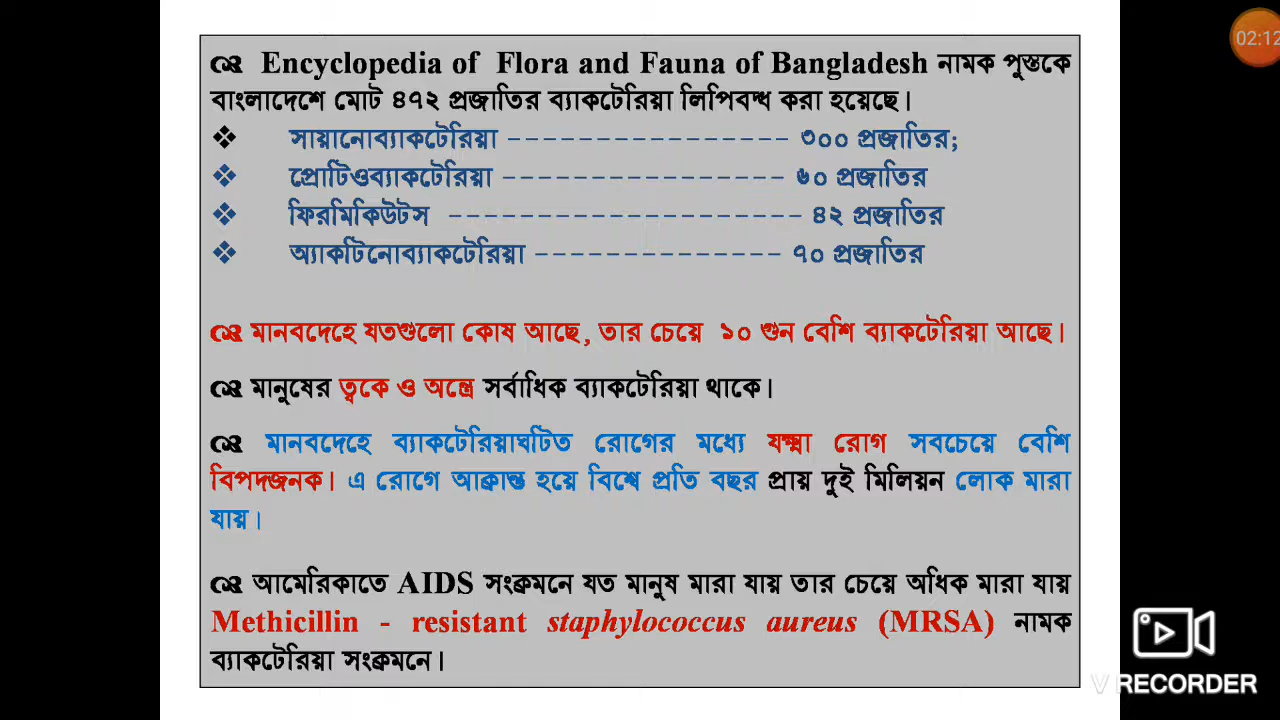 02:12
Encyclopedia of Flora and Fauna of Bangladesh নামক পুস্তকে
বাংলাদেশে মোট ৪৭২ প্রজাতির ব্যাকটেরিয়া লিপিবদ্ধ করা হয়েছে।
❖ সায়ানোব্যাকটেরিয়া ---------------- ৩০০ প্রজাতির;
❖ প্রোটিওব্যাকটেরিয়া ---------------- ৬০ প্রজাতির
❖ ফিরমিকিউটস -------------------- ৪২ প্রজাতির
❖ অ্যাকটিনোব্যাকটেরিয়া -------------- ৭০ প্রজাতির
মানবদেহে যতগুলো কোষ আছে, তার চেয়ে ১০ গুন বেশি ব্যাকটেরিয়া আছে।
মানুষের ত্বকে ও অন্ত্রে সর্বাধিক ব্যাকটেরিয়া থাকে।
মানবদেহে ব্যাকটেরিয়াঘটিত রোগের মধ্যে যক্ষ্মা রোগ সবচেয়ে বেশি
বিপদজনক। এ রোগে আক্রান্ত হয়ে বিশ্বে প্রতি বছর প্রায় দুই মিলিয়ন লোক মারা
যায়।
আমেরিকাতে AIDS সংক্রমনে যত মানুষ মারা যায় তার চেয়ে অধিক মারা যায়
Methicillin - resistant staphylococcus aureus (MRSA) নামক
ব্যাকটেরিয়া সংক্রমনে।
V RECORDER